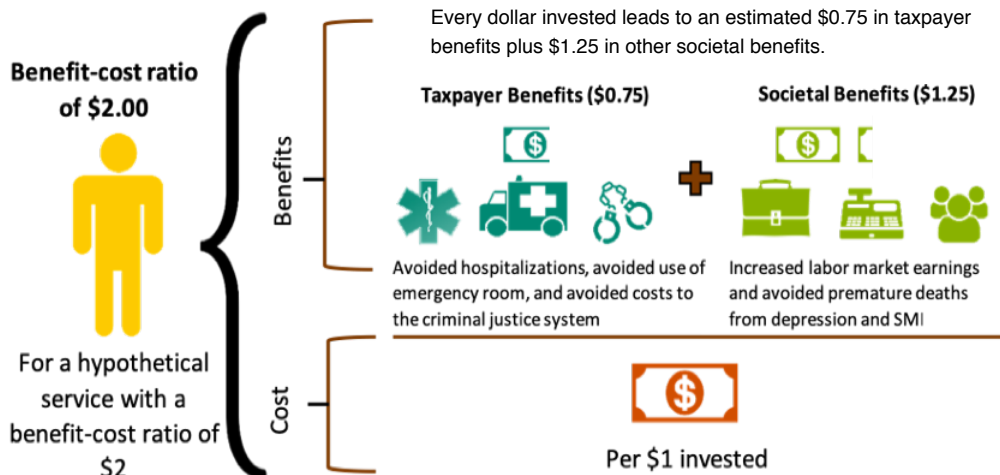 Every dollar invested leads to an estimated $0.75 in taxpayer
benefits plus $1.25 in other societal benefits.
Benefit-cost ratio
of $2.00
For a hypothetical
service with a
benefit-cost ratio of
$2
Benefits
Taxpayer Benefits ($0.75)
$
Avoided hospitalizations, avoided use of
emergency room, and avoided costs to
the criminal justice system
Societal Benefits ($1.25)
$
Increased labor market earnings
and avoided premature deaths
from depression and SMI
Cost
$
Per $1 invested